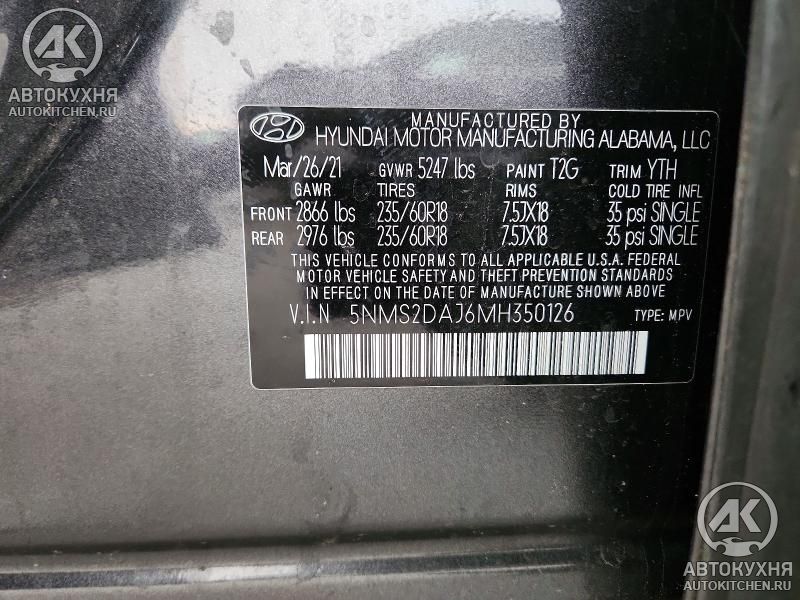 AK
АВТОКУХНЯ
AUTOKITCHEN.RU
MANUFACTURED BY
HYUNDAI MOTOR MANUFACTURING ALABAMA, LLC
Mar/26/21 GVWR 5247 lbs PAINT T2G TRIM YTH
GAWR TIRES RIMS COLD TIRE INFL
FRONT 2866 lbs 235/60R18 7.5JX18 35 psi SINGLE
REAR 2976 lbs 235/60R18 7.5JX18 35 psi SINGLE
THIS VEHICLE CONFORMS TO ALL APPLICABLE U.S.A. FEDERAL
MOTOR VEHICLE SAFETY AND THEFT PREVENTION STANDARDS
IN EFFECT ON THE DATE OF MANUFACTURE SHOWN ABOVE.
V.I.N 5NMS2DAJ6MH350126 TYPE: MPV
AK
АВТОКУХНЯ
AUTOKITCHEN.RU